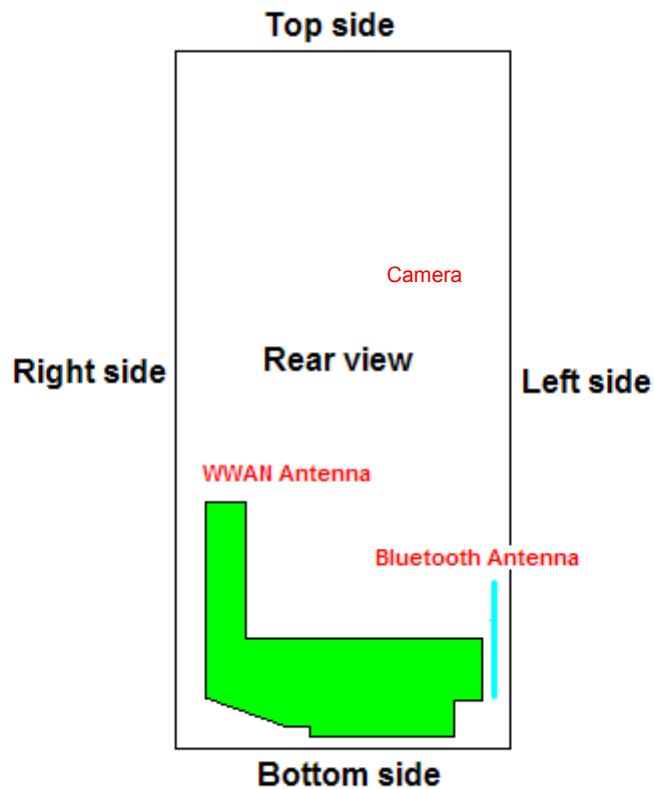 Top side
Camera
Rear view
Right side
Left side
WWAN Antenna
Bluetooth Antenna
Bottom side